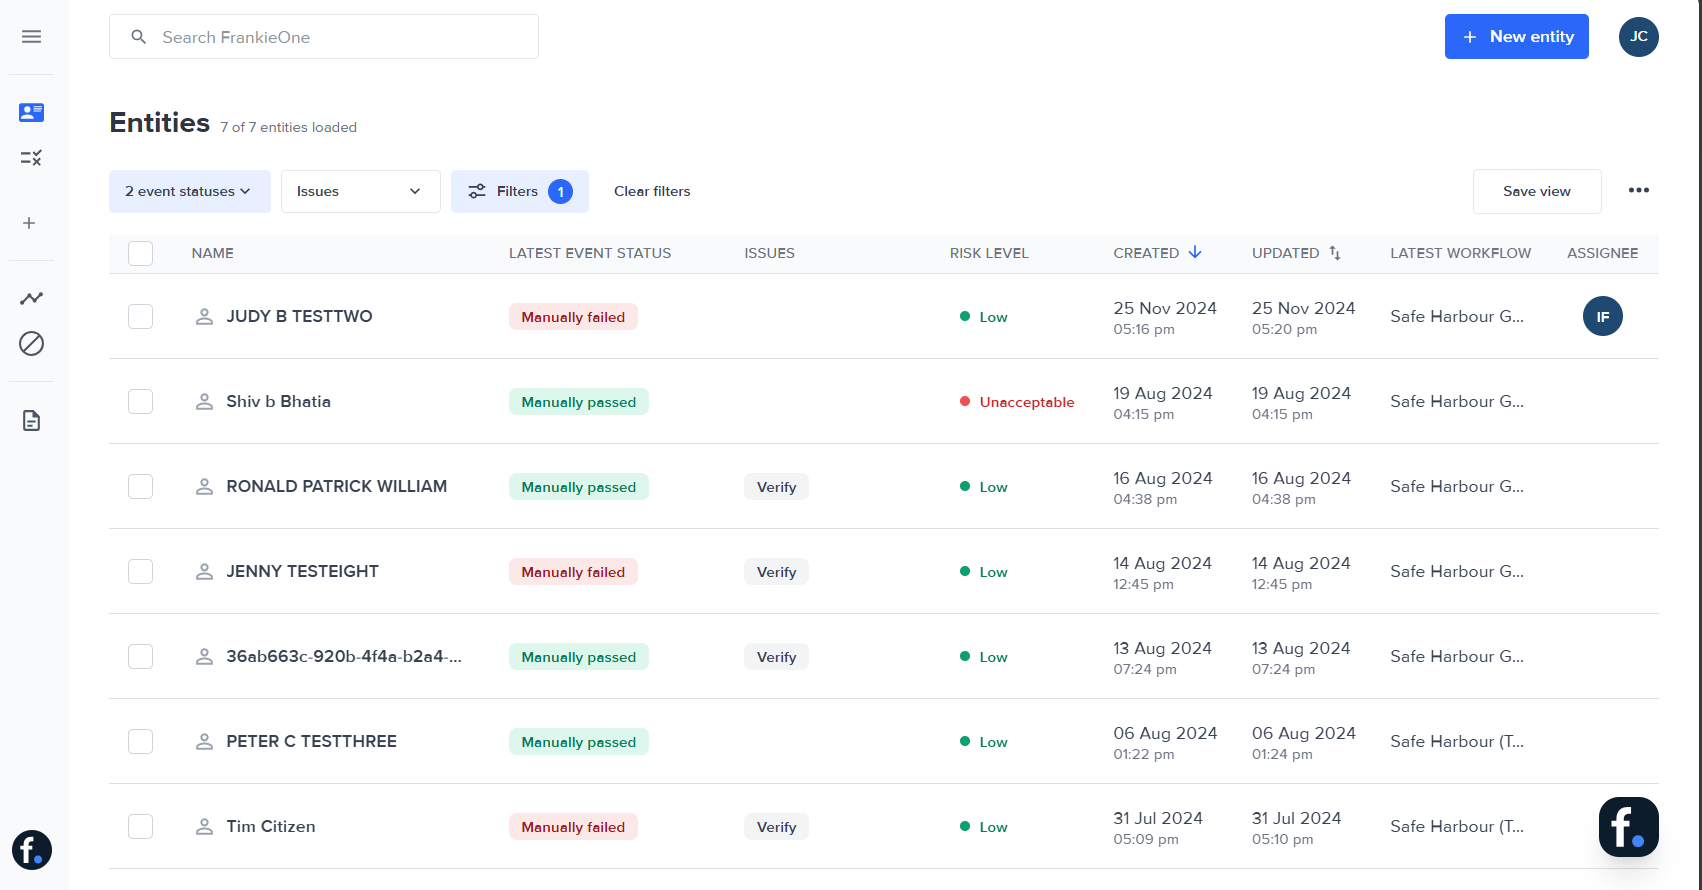 Search FrankieOne
+ New entity
JC
Entities 7 of 7 entities loaded
2 event statuses
Issues
Filters 1
Clear filters
Save view
NAME LATEST EVENT STATUS ISSUES RISK LEVEL CREATED UPDATED LATEST WORKFLOW ASSIGNEE
JUDY B TESTTWO Manually failed Low 25 Nov 2024 25 Nov 2024 Safe Harbour G... IF
05:16 pm 05:20 pm
Shiv b Bhatia Manually passed Unacceptable 19 Aug 2024 19 Aug 2024 Safe Harbour G...
04:15 pm 04:15 pm
RONALD PATRICK WILLIAM Manually passed Verify Low 16 Aug 2024 16 Aug 2024 Safe Harbour G...
04:38 pm 04:38 pm
JENNY TESTEIGHT Manually failed Verify Low 14 Aug 2024 14 Aug 2024 Safe Harbour G...
12:45 pm 12:45 pm
36ab663c-920b-4f4a-b2a4-... Manually passed Verify Low 13 Aug 2024 13 Aug 2024 Safe Harbour G...
07:24 pm 07:24 pm
PETER C TESTTHREE Manually passed Low 06 Aug 2024 06 Aug 2024 Safe Harbour (T...
01:22 pm 01:24 pm
Tim Citizen Manually failed Verify Low 31 Jul 2024 31 Jul 2024 Safe Harbour (T...
05:09 pm 05:10 pm
f.
f.